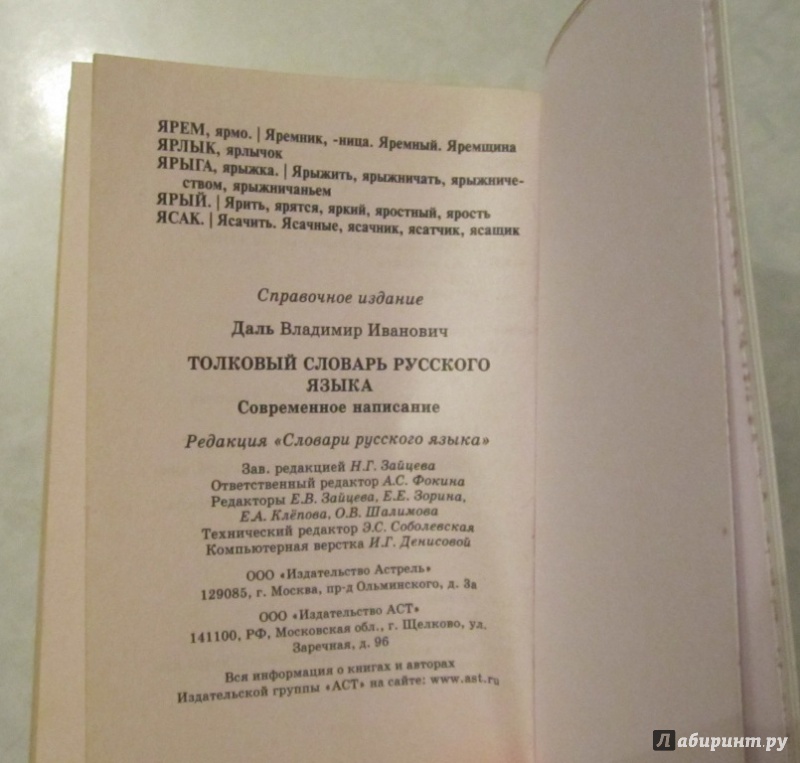 ЯРЕМ, ярмо. | Яремник, -ница. Яремный. Яремщина
ЯРЛЫК, ярлычок
ЯРЫГА, ярыжка. | Ярыжить, ярыжничать, ярыжниче-
ством, ярыжничаньем
ЯРЫЙ. | Ярить, ярятся, яркий, яростный, ярость
ЯСАК. | Ясачить. Ясачные, ясачник, ясатчик, ясащик
Справочное издание
Даль Владимир Иванович
ТОЛКОВЫЙ СЛОВАРЬ РУССКОГО
ЯЗЫКА
Современное написание
Редакция «Словари русского языка»
Зав. редакцией Н.Г. Зайцева
Ответственный редактор А.С. Фокина
Редакторы Е.В. Зайцева, Е.Е. Зорина,
Е.А. Клёпова, О.В. Шалимова
Технический редактор Э.С. Соболевская
Компьютерная верстка И.Г. Денисовой
ООО «Издательство Астрель»
129085, г. Москва, пр-д Ольминского, д. 3а
ООО «Издательство АСТ»
141100, РФ, Московская обл., г. Щелково, ул.
Заречная, д. 96
Вся информация о книгах и авторах
Издательской группы «АСТ» на сайте: www.ast.ru
Лабиринт.ру